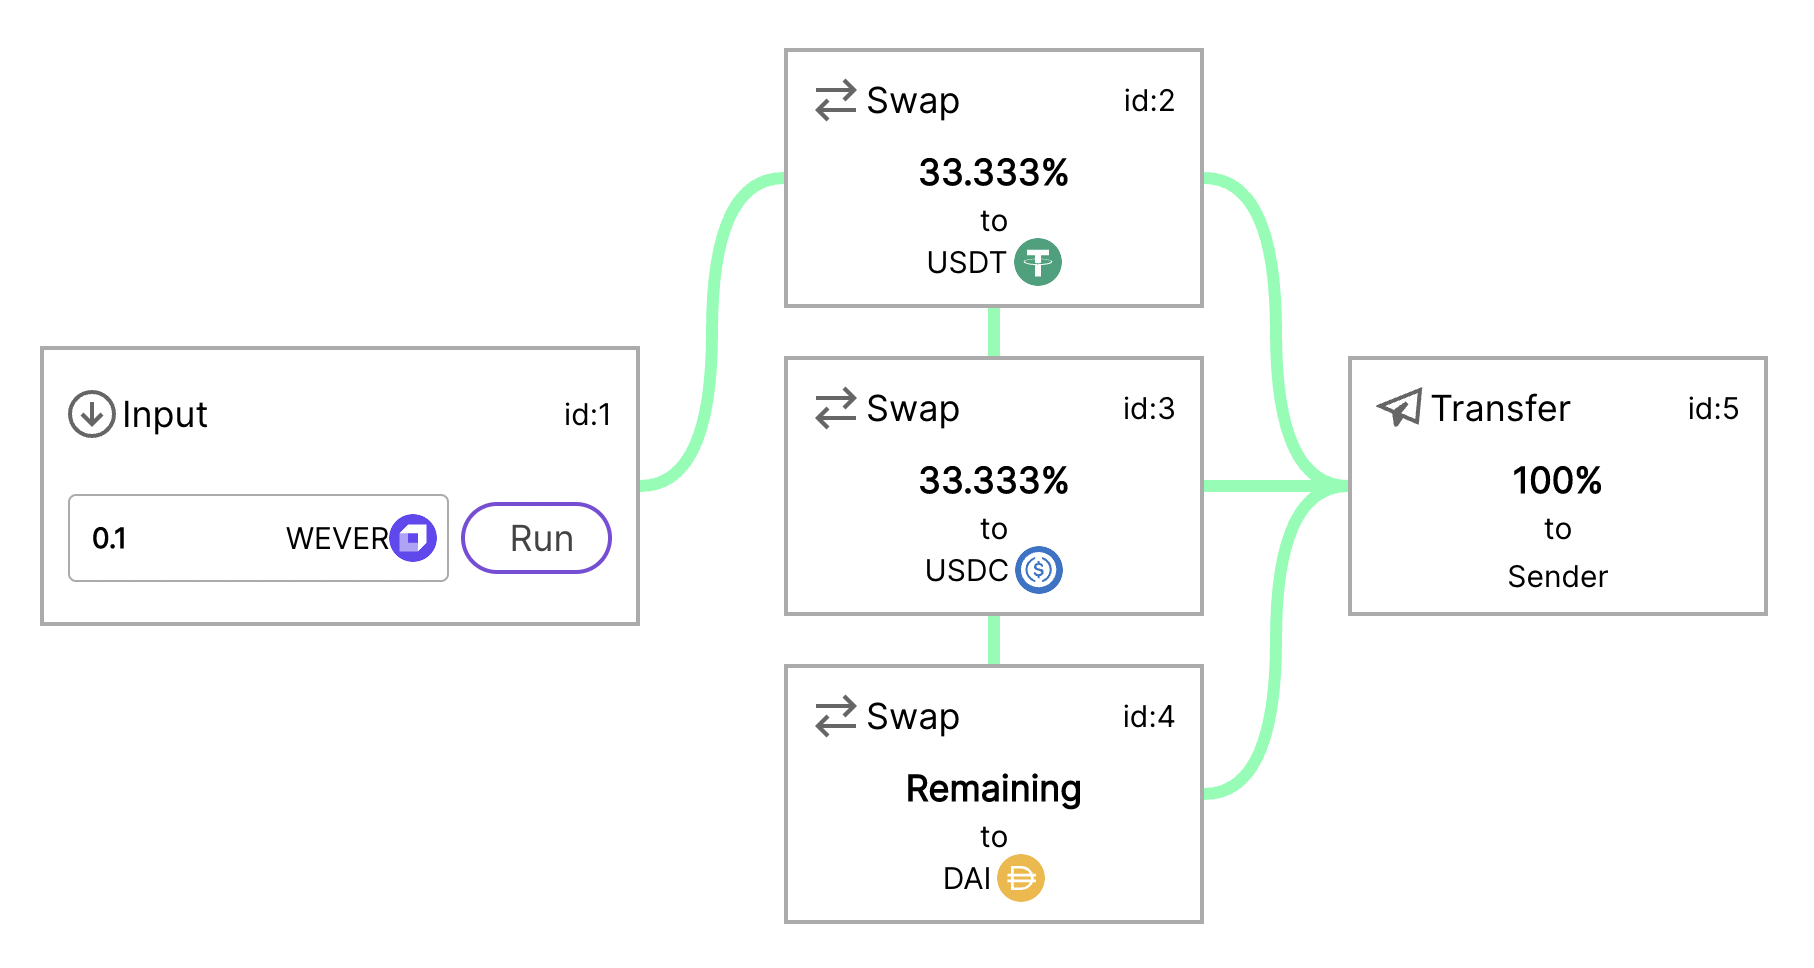 Input
id:1
0.1
WEVER
Run
Swap
id:2
33.333%
to
USDT
Swap
id:3
33.333%
to
USDC
Swap
id:4
Remaining
to
DAI
Transfer
id:5
100%
to
Sender